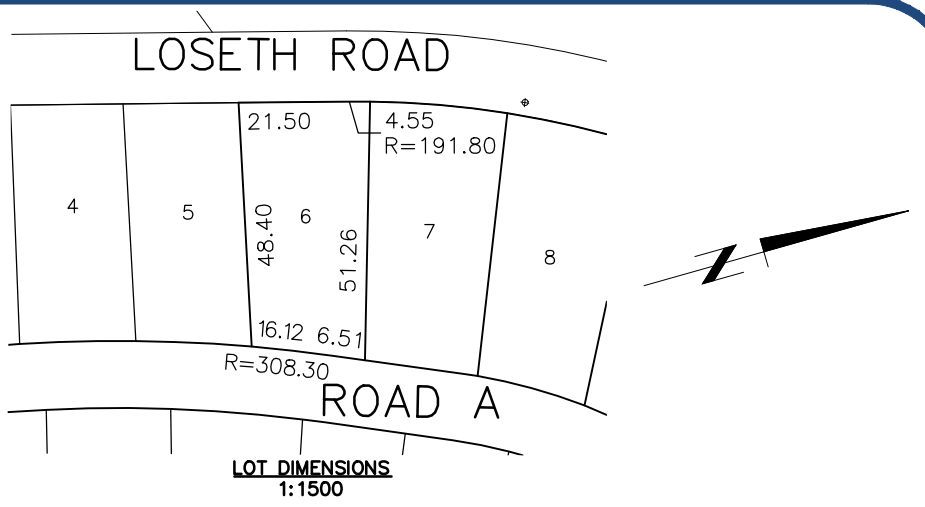 LOSETH ROAD
21.50
4.55
R=191.80
4
5
6
7
8
48.40
51.26
16.12 6.51
R=308.30
ROAD A
N
LOT DIMENSIONS
1:1500